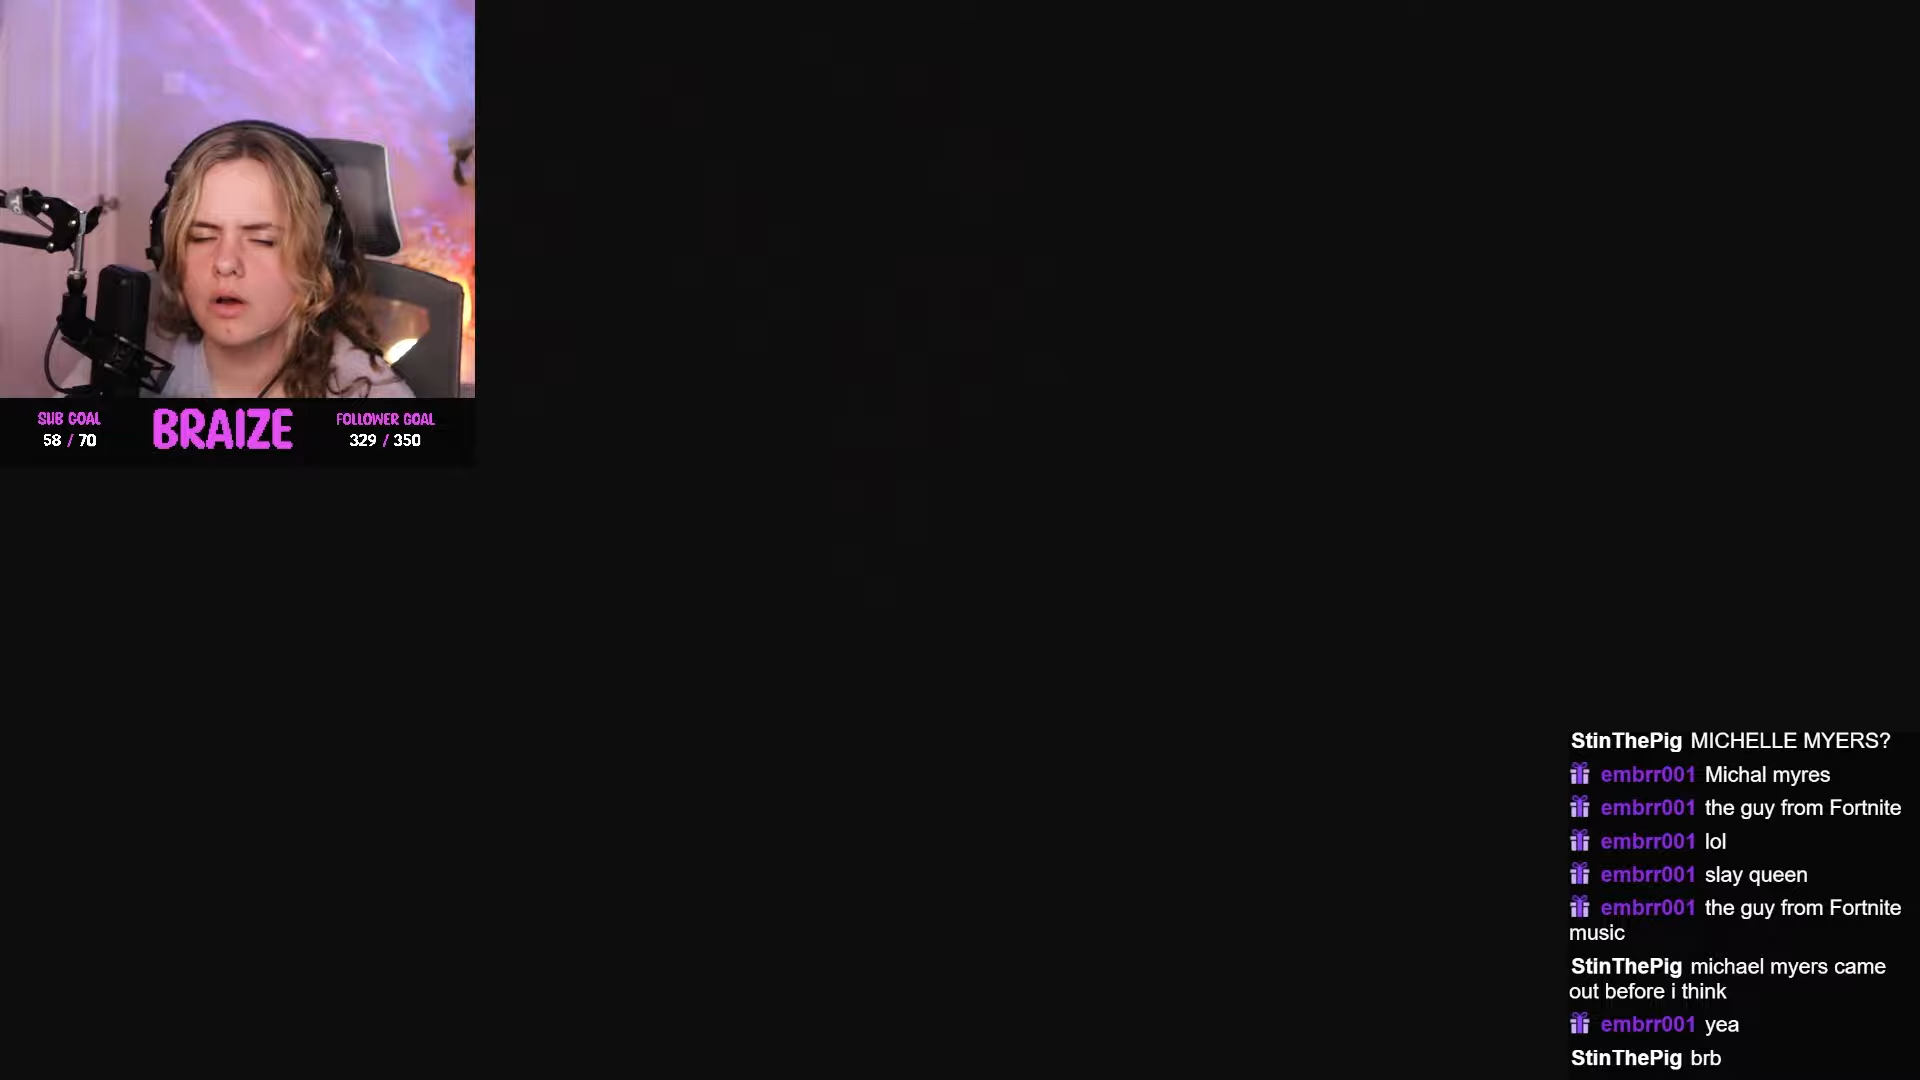 SUB GOAL
58 / 70
BRAIZE
FOLLOWER GOAL
329 / 350
StinThePig MICHELLE MYERS?
embrr001 Michal myres
embrr001 the guy from Fortnite
embrr001 lol
embrr001 slay queen
embrr001 the guy from Fortnite
music
StinThePig michael myers came
out before i think
embrr001 yea
StinThePig brb